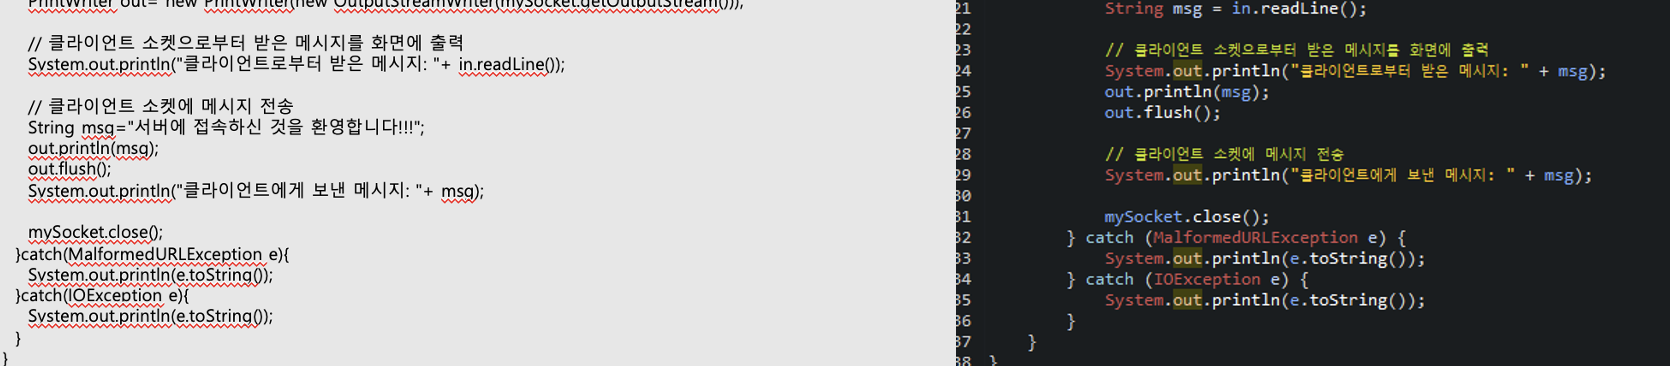 PrintWriter out= new PrintWriter(new OutputStreamWriter(mySocket.getOutputStream()));
// 클라이언트 소켓으로부터 받은 메시지를 화면에 출력
System.out.println("클라이언트로부터 받은 메시지: "+ in.readLine());
// 클라이언트 소켓에 메시지 전송
String msg="서버에 접속하신 것을 환영합니다!!!";
out.println(msg);
out.flush();
System.out.println("클라이언트에게 보낸 메시지: "+ msg);
mySocket.close();
}catch(MalformedURLException e){
System.out.println(e.toString());
}catch(IOException e){
System.out.println(e.toString());
}
}
21 String msg = in.readLine();
22
23 // 클라이언트 소켓으로부터 받은 메시지를 화면에 출력
24 System.out.println("클라이언트로부터 받은 메시지: " + msg);
25 out.println(msg);
26 out.flush();
27
28 // 클라이언트 소켓에 메시지 전송
29 System.out.println("클라이언트에게 보낸 메시지: " + msg);
30
31 mySocket.close();
32 } catch (MalformedURLException e) {
33 System.out.println(e.toString());
34 } catch (IOException e) {
35 System.out.println(e.toString());
36 }
37 }
38 }